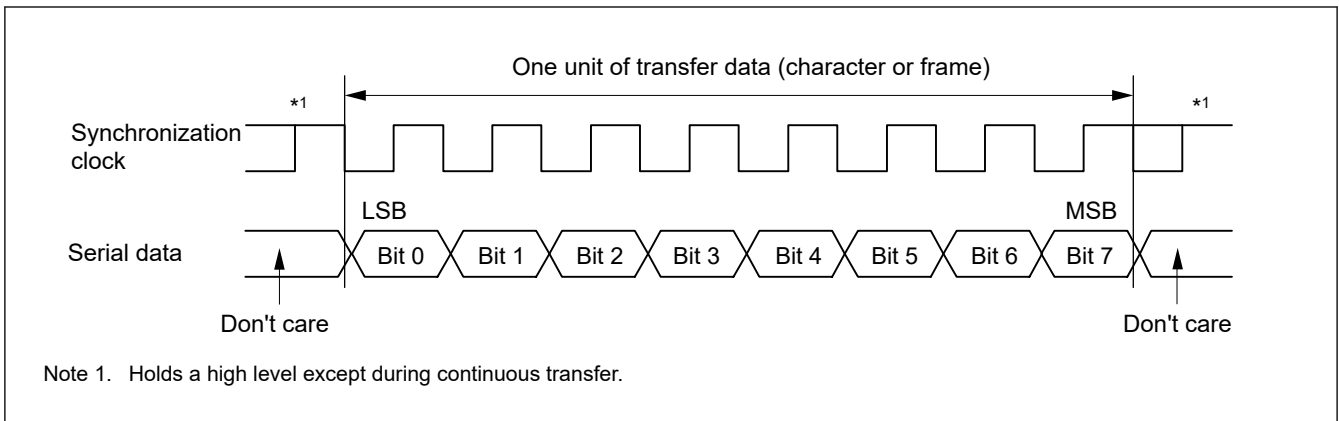 One unit of transfer data (character or frame)
*1
*1
Synchronization
clock
LSB
MSB
Serial data
Bit 0 Bit 1 Bit 2 Bit 3 Bit 4 Bit 5 Bit 6 Bit 7
Don't care
Don't care
Note 1. Holds a high level except during continuous transfer.